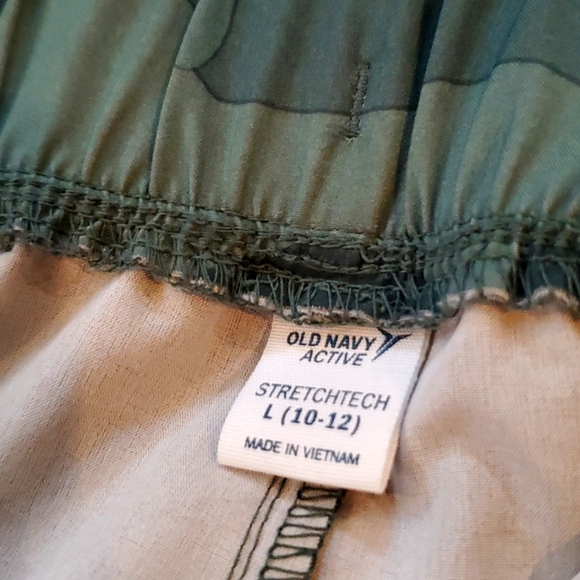 OLD NAVY
ACTIVE
STRETCHTECH
L (10-12)
MADE IN VIETNAM